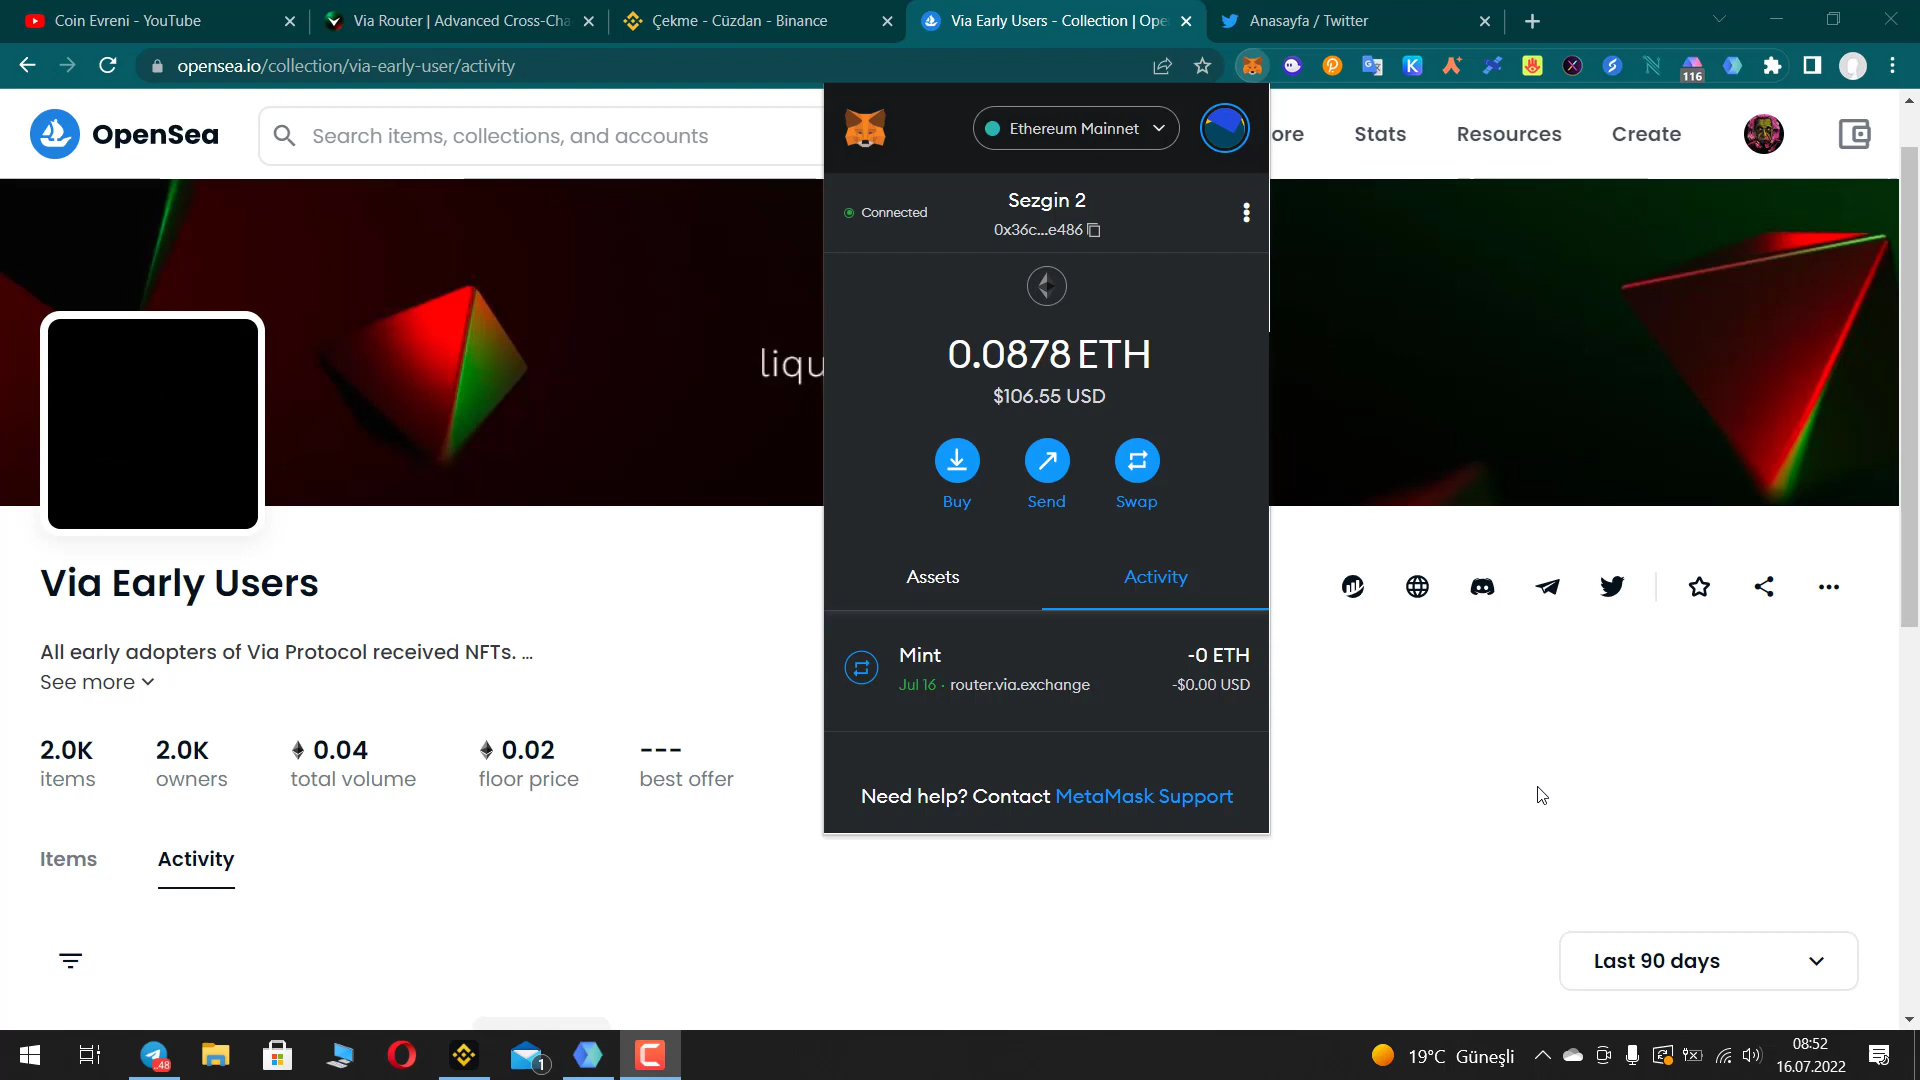 Coin Evreni - YouTube
Via Router | Advanced Cross-Cha
Çekme - Cüzdan - Binance
Via Early Users - Collection | Ope
Anasayfa / Twitter
opensea.io/collection/via-early-user/activity
116
OpenSea
Search items, collections, and accounts
Ethereum Mainnet
ore
Stats
Resources
Create
Connected
Sezgin 2
0x36c...e486
liqu
0.0878 ETH
$106.55 USD
Buy
Send
Swap
Assets
Activity
Via Early Users
All early adopters of Via Protocol received NFTs. ...
See more
Mint
-0 ETH
Jul 16 · router.via.exchange
-$0.00 USD
2.0K
items
2.0K
owners
0.04
total volume
0.02
floor price
---
best offer
Need help? Contact MetaMask Support
Items
Activity
Last 90 days
48
1
19°C Güneşli
08:52
16.07.2022